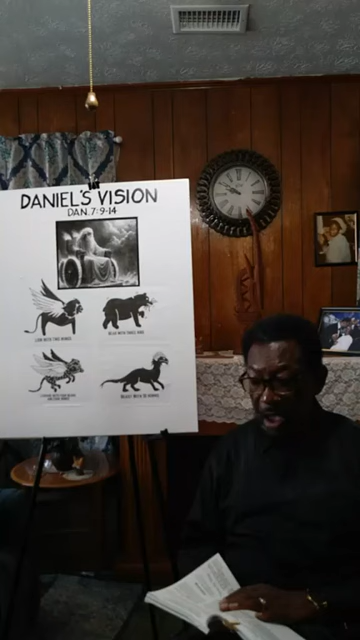 DANIEL'S VISION
DAN. 7:9-14
LION WITH TWO WINGS
BEAR WITH THREE RIBS
BEAST WITH 10 HORNS